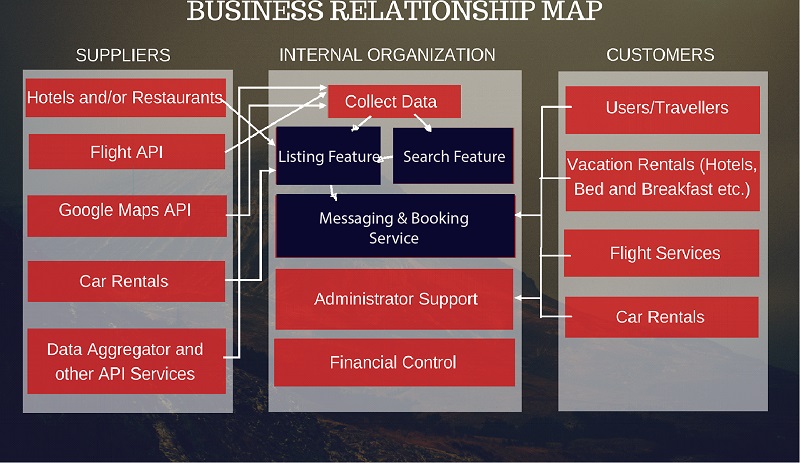 BUSINESS RELATIONSHIP MAP
SUPPLIERS
Hotels and/or Restaurants
Flight API
Google Maps API
Car Rentals
Data Aggregator and
other API Services
INTERNAL ORGANIZATION
Collect Data
Listing Feature
Search Feature
Messaging & Booking
Service
Administrator Support
Financial Control
CUSTOMERS
Users/Travellers
Vacation Rentals (Hotels,
Bed and Breakfast etc.)
Flight Services
Car Rentals